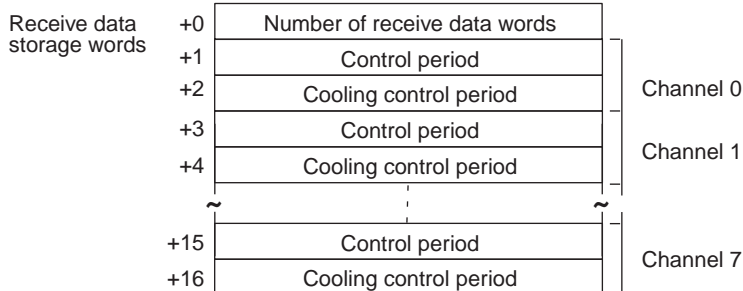 Receive data
storage words
+0 Number of receive data words
+1 Control period
+2 Cooling control period
Channel 0
+3 Control period
+4 Cooling control period
Channel 1
~ ~
+15 Control period
+16 Cooling control period
Channel 7